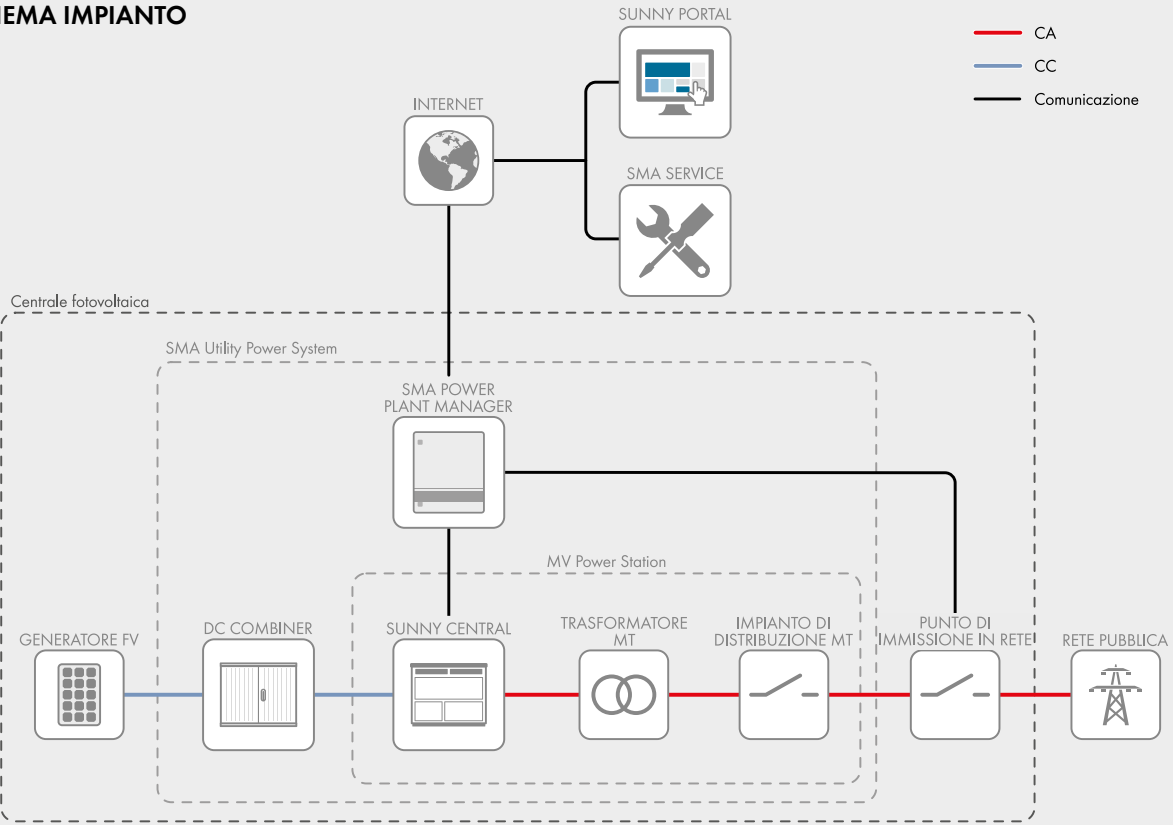 HEMA IMPIANTO
SUNNY PORTAL
CA
CC
Comunicazione
INTERNET
SMA SERVICE
Centrale fotovoltaica
SMA Utility Power System
SMA POWER
PLANT MANAGER
MV Power Station
GENERATORE FV
DC COMBINER
SUNNY CENTRAL
TRASFORMATORE
MT
IMPIANTO DI
DISTRIBUZIONE MT
PUNTO DI
IMMISSIONE IN RETE
RETE PUBBLICA